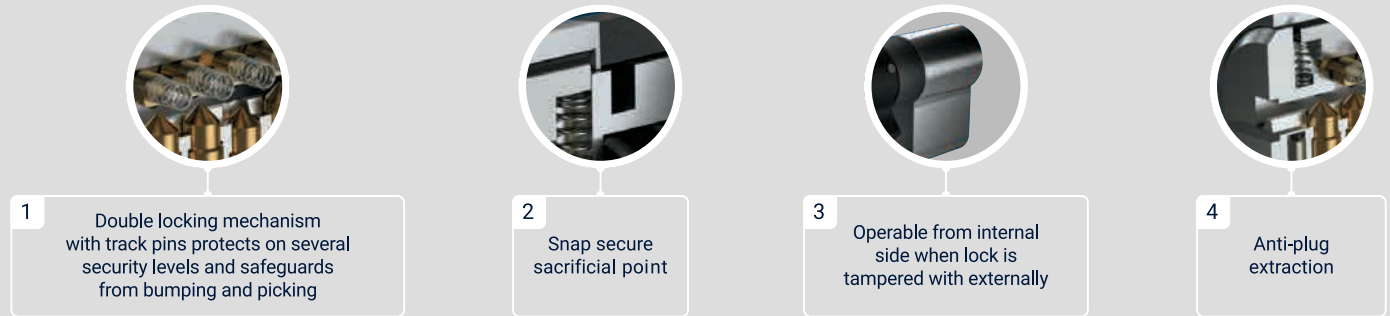 1
Double locking mechanism
with track pins protects on several
security levels and safeguards
from bumping and picking
2
Snap secure
sacrificial point
3
Operable from internal
side when lock is
tampered with externally
4
Anti-plug
extraction